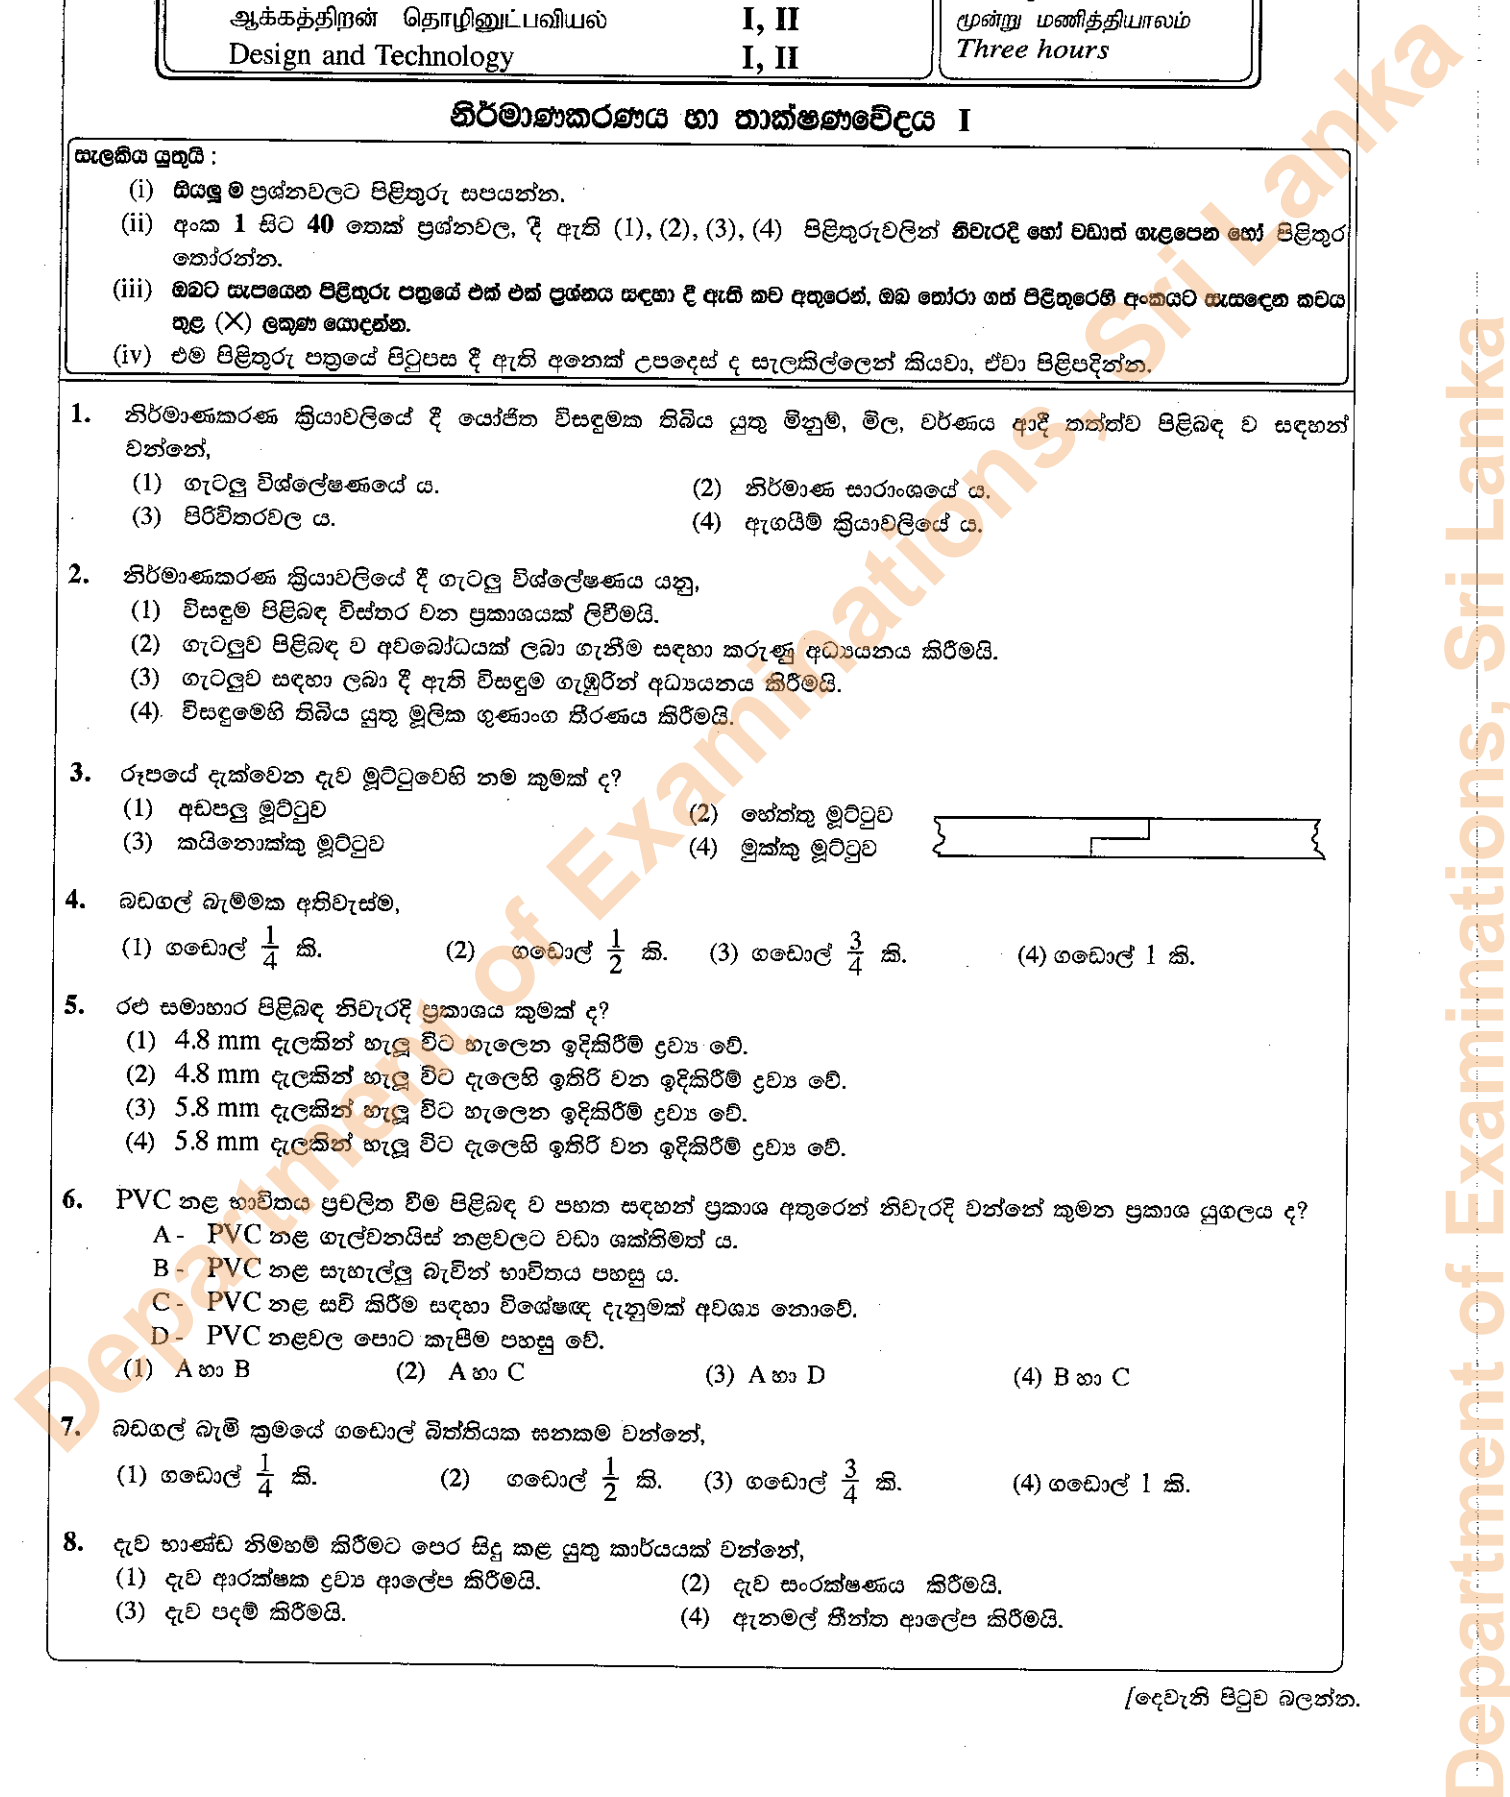 ஆக்கத்திறன் தொழினுட்பவியல் I, II மூன்று மணித்தியாலம்
Design and Technology I, II Three hours
නිර්මාණකරණය හා තාක්ෂණවේදය I
සැලකිය යුතුයි :
(i) සියලු ම ප්‍රශ්නවලට පිළිතුරු සපයන්න.
(ii) අංක 1 සිට 40 තෙක් ප්‍රශ්නවල, දී ඇති (1), (2), (3), (4) පිළිතුරුවලින් නිවැරදි හෝ වඩාත් ගැළපෙන හෝ පිළිතුර
තෝරන්න.
(iii) ඔබට සැපයෙන පිළිතුරු පත්‍රයේ එක් එක් ප්‍රශ්නය සඳහා දී ඇති කව අතුරෙන්, ඔබ තෝරා ගත් පිළිතුරෙහි අංකයට සැසඳෙන කවය
තුළ (X) ලකුණ යොදන්න.
(iv) එම පිළිතුරු පත්‍රයේ පිටුපස දී ඇති අනෙක් උපදෙස් ද සැලකිල්ලෙන් කියවා, ඒවා පිළිපදින්න.
1. නිර්මාණකරණ ක්‍රියාවලියේ දී යෝජිත විසඳුමක තිබිය යුතු මිනුම්, මිල, වර්ණය ආදී තත්ත්ව පිළිබඳ ව සඳහන්
වන්නේ,
(1) ගැටලු විශ්ලේෂණයේ ය. (2) නිර්මාණ සාරාංශයේ ය.
(3) පිරිවිතරවල ය. (4) ඇගයීම් ක්‍රියාවලියේ ය.
2. නිර්මාණකරණ ක්‍රියාවලියේ දී ගැටලු විශ්ලේෂණය යනු,
(1) විසඳුම පිළිබඳ විස්තර වන ප්‍රකාශයක් ලිවීමයි.
(2) ගැටලුව පිළිබඳ ව අවබෝධයක් ලබා ගැනීම සඳහා කරුණු අධ්‍යයනය කිරීමයි.
(3) ගැටලුව සඳහා ලබා දී ඇති විසඳුම ගැඹුරින් අධ්‍යයනය කිරීමයි.
(4) විසඳුමෙහි තිබිය යුතු මූලික ගුණාංග තීරණය කිරීමයි.
3. රූපයේ දැක්වෙන දැව මූට්ටුවෙහි නම කුමක් ද?
(1) අඩපලු මූට්ටුව (2) හේත්තු මූට්ටුව
(3) කයිනොක්කු මූට්ටුව (4) මුක්කු මූට්ටුව
4. බඩගල් බැම්මක අතිවැස්ම,
(1) ගඩොල් 1/4 කි. (2) ගඩොල් 1/2 කි. (3) ගඩොල් 3/4 කි. (4) ගඩොල් 1 කි.
5. රළු සමාහාර පිළිබඳ නිවැරදි ප්‍රකාශය කුමක් ද?
(1) 4.8 mm දැලකින් හැලූ විට හැලෙන ඉදිකිරීම් ද්‍රව්‍ය වේ.
(2) 4.8 mm දැලකින් හැලූ විට දැලෙහි ඉතිරි වන ඉදිකිරීම් ද්‍රව්‍ය වේ.
(3) 5.8 mm දැලකින් හැලූ විට හැලෙන ඉදිකිරීම් ද්‍රව්‍ය වේ.
(4) 5.8 mm දැලකින් හැලූ විට දැලෙහි ඉතිරි වන ඉදිකිරීම් ද්‍රව්‍ය වේ.
6. PVC නළ භාවිතය ප්‍රචලිත වීම පිළිබඳ ව පහත සඳහන් ප්‍රකාශ අතුරෙන් නිවැරදි වන්නේ කුමන ප්‍රකාශ යුගලය ද?
A - PVC නළ ගැල්වනයිස් නළවලට වඩා ශක්තිමත් ය.
B - PVC නළ සැහැල්ලු බැවින් භාවිතය පහසු ය.
C - PVC නළ සවි කිරීම සඳහා විශේෂඥ දැනුමක් අවශ්‍ය නොවේ.
D - PVC නළවල පොට කැපීම පහසු වේ.
(1) A හා B (2) A හා C (3) A හා D (4) B හා C
7. බඩගල් බැමි ක්‍රමයේ ගඩොල් බිත්තියක ඝනකම වන්නේ,
(1) ගඩොල් 1/4 කි. (2) ගඩොල් 1/2 කි. (3) ගඩොල් 3/4 කි. (4) ගඩොල් 1 කි.
8. දැව භාණ්ඩ නිමහම් කිරීමට පෙර සිදු කළ යුතු කාර්යයක් වන්නේ,
(1) දැව ආරක්ෂක ද්‍රව්‍ය ආලේප කිරීමයි. (2) දැව සංරක්ෂණය කිරීමයි.
(3) දැව පදම් කිරීමයි. (4) ඇනමල් තීන්ත ආලේප කිරීමයි.
[දෙවැනි පිටුව බලන්න.
Department of Examinations, Sri Lanka
Department of Examinations, Sri Lanka